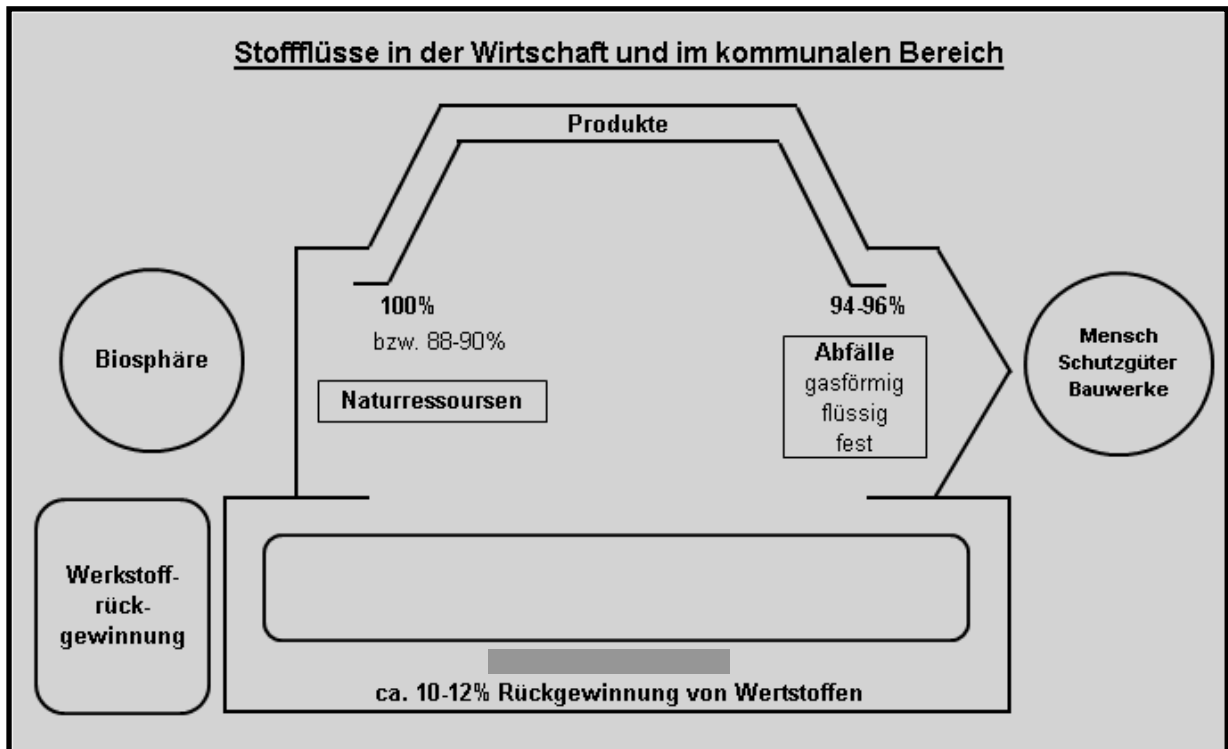 Stoffflüsse in der Wirtschaft und im kommunalen Bereich
Produkte
100%
bzw. 88-90%
Naturressoursen
94-96%
Abfälle
gasförmig
flüssig
fest
Biosphäre
Mensch
Schutzgüter
Bauwerke
Werkstoff-
rück-
gewinnung
ca. 10-12% Rückgewinnung von Wertstoffen